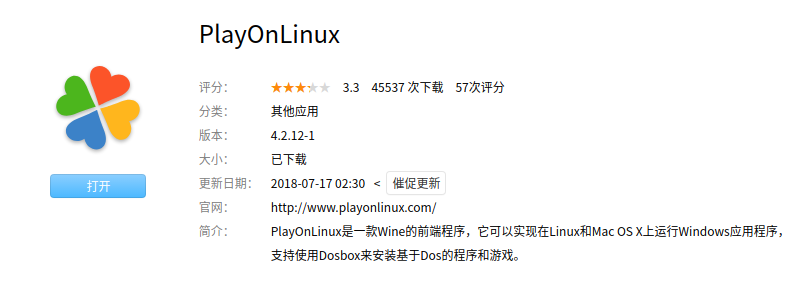 PlayOnLinux
评分： 3.3 45537 次下载 57次评分
分类： 其他应用
版本： 4.2.12-1
大小： 已下载
打开
更新日期： 2018-07-17 02:30 < 催促更新
官网： http://www.playonlinux.com/
简介： PlayOnLinux是一款Wine的前端程序，它可以实现在Linux和Mac OS X上运行Windows应用程序，
支持使用Dosbox来安装基于Dos的程序和游戏。